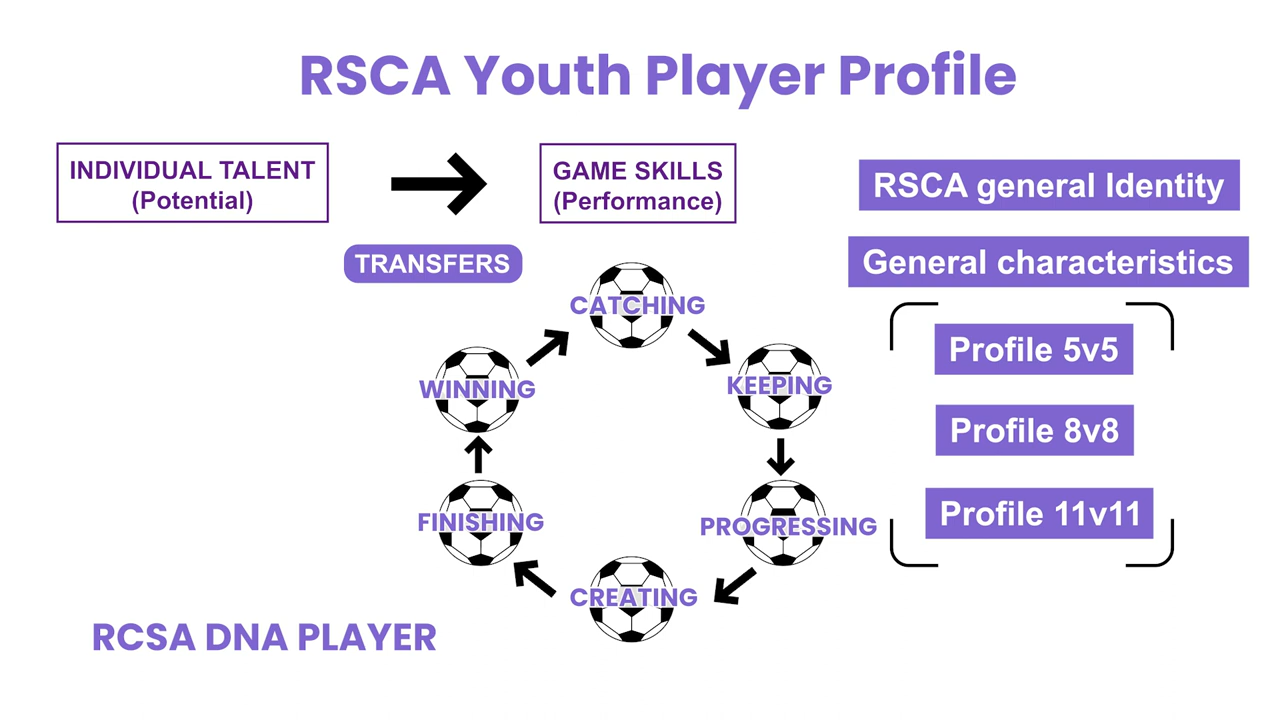 RSCA Youth Player Profile
INDIVIDUAL TALENT
(Potential)
GAME SKILLS
(Performance)
RSCA general Identity
TRANSFERS
General characteristics
CATCHING
KEEPING
PROGRESSING
CREATING
FINISHING
WINNING
Profile 5v5
Profile 8v8
Profile 11v11
RCSA DNA PLAYER